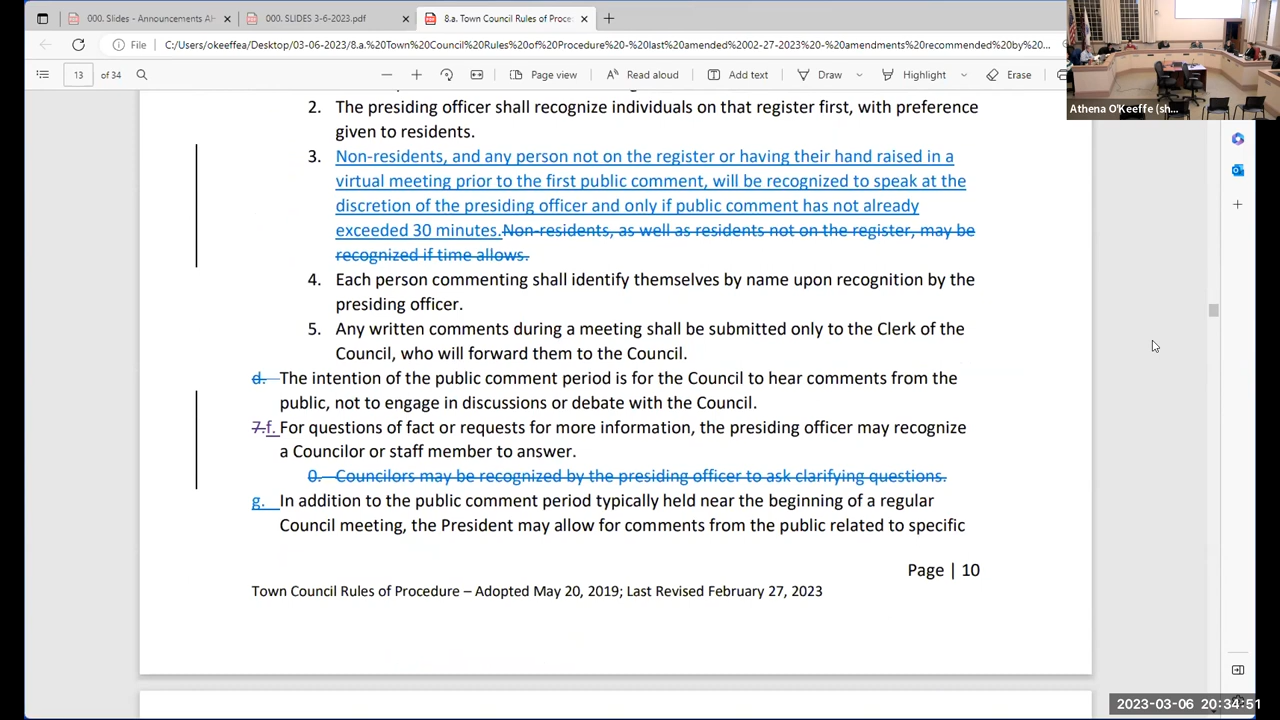 000. Slides - Announcements A
000. SLIDES 3-6-2023.pdf
8.a. Town Council Rules of Proce
File
C:/Users/okeeffea/Desktop/03-06-2023/8.a.%20Town%20Council%20Rules%20of%20Procedure%20-%20last%20amended%2002-27-2023%20-%20amendments%20recommended%20by%...
13 of 34
Page view
Read aloud
Add text
Draw
Highlight
Erase
Athena O'Keeffe (sh...
2. The presiding officer shall recognize individuals on that register first, with preference
given to residents.
3. Non-residents, and any person not on the register or having their hand raised in a
virtual meeting prior to the first public comment, will be recognized to speak at the
discretion of the presiding officer and only if public comment has not already
exceeded 30 minutes.Non-residents, as well as residents not on the register, may be
recognized if time allows.
4. Each person commenting shall identify themselves by name upon recognition by the
presiding officer.
5. Any written comments during a meeting shall be submitted only to the Clerk of the
Council, who will forward them to the Council.
d. The intention of the public comment period is for the Council to hear comments from the
public, not to engage in discussions or debate with the Council.
7.f. For questions of fact or requests for more information, the presiding officer may recognize
a Councilor or staff member to answer.
0. Councilors may be recognized by the presiding officer to ask clarifying questions.
g. In addition to the public comment period typically held near the beginning of a regular
Council meeting, the President may allow for comments from the public related to specific
Page | 10
Town Council Rules of Procedure – Adopted May 20, 2019; Last Revised February 27, 2023
2023-03-06 20:34:51